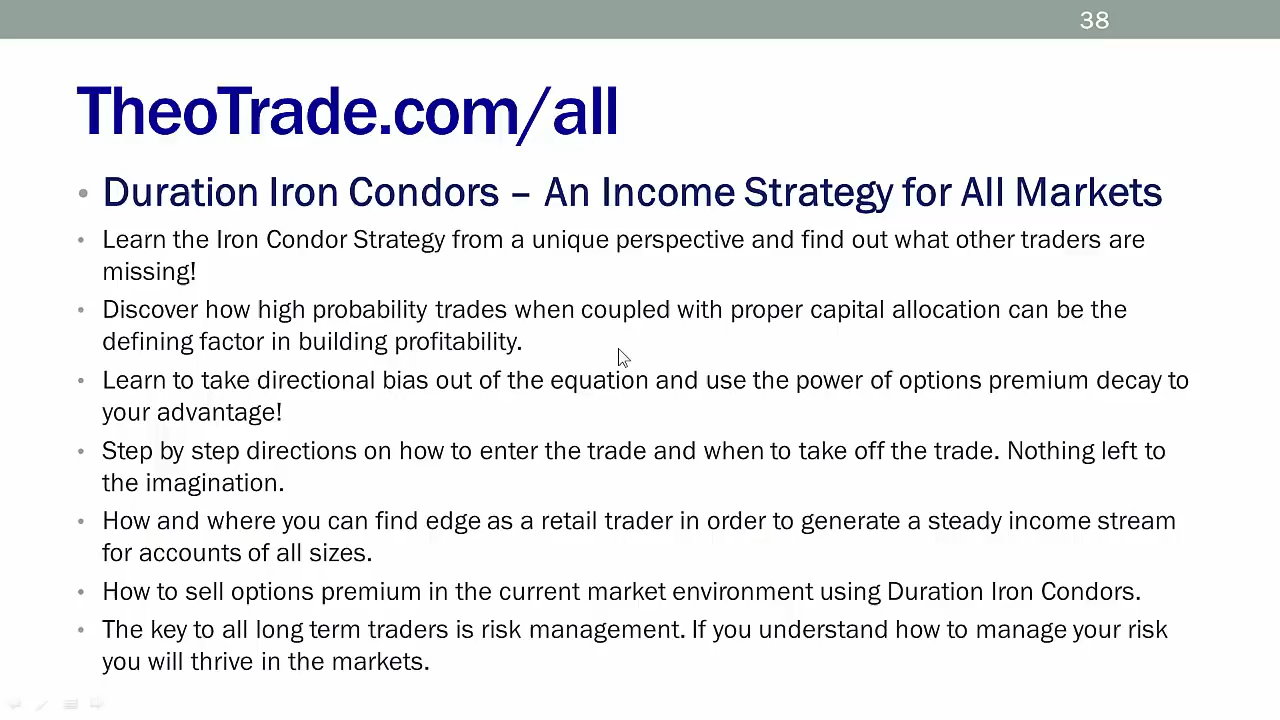 38
TheoTrade.com/all
• Duration Iron Condors – An Income Strategy for All Markets
• Learn the Iron Condor Strategy from a unique perspective and find out what other traders are
missing!
• Discover how high probability trades when coupled with proper capital allocation can be the
defining factor in building profitability.
• Learn to take directional bias out of the equation and use the power of options premium decay to
your advantage!
• Step by step directions on how to enter the trade and when to take off the trade. Nothing left to
the imagination.
• How and where you can find edge as a retail trader in order to generate a steady income stream
for accounts of all sizes.
• How to sell options premium in the current market environment using Duration Iron Condors.
• The key to all long term traders is risk management. If you understand how to manage your risk
you will thrive in the markets.